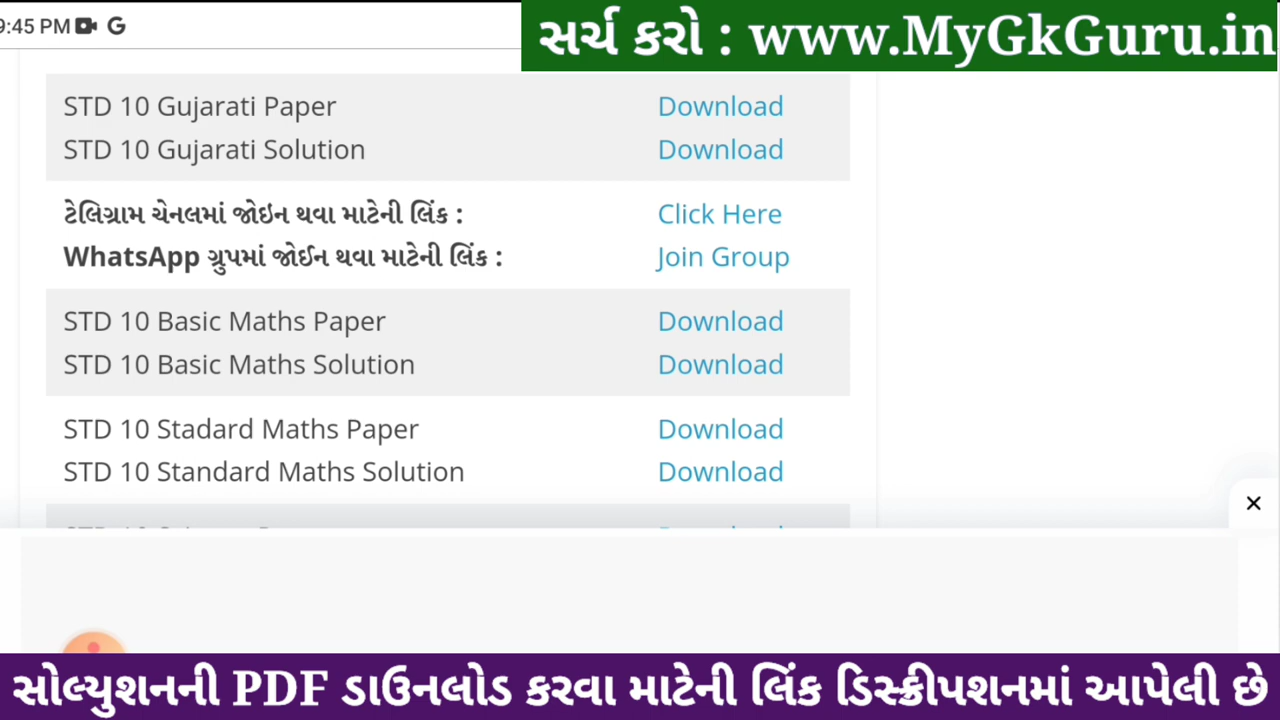 9:45 PM
સર્ચ કરો : www.MyGkGuru.in
STD 10 Gujarati Paper Download
STD 10 Gujarati Solution Download
ટેલિગ્રામ ચેનલમાં જોઇન થવા માટેની લિંક : Click Here
WhatsApp ગ્રુપમાં જોઈન થવા માટેની લિંક : Join Group
STD 10 Basic Maths Paper Download
STD 10 Basic Maths Solution Download
STD 10 Stadard Maths Paper Download
STD 10 Standard Maths Solution Download
સોલ્યુશનની PDF ડાઉનલોડ કરવા માટેની લિંક ડિસ્ક્રીપશનમાં આપેલી છે